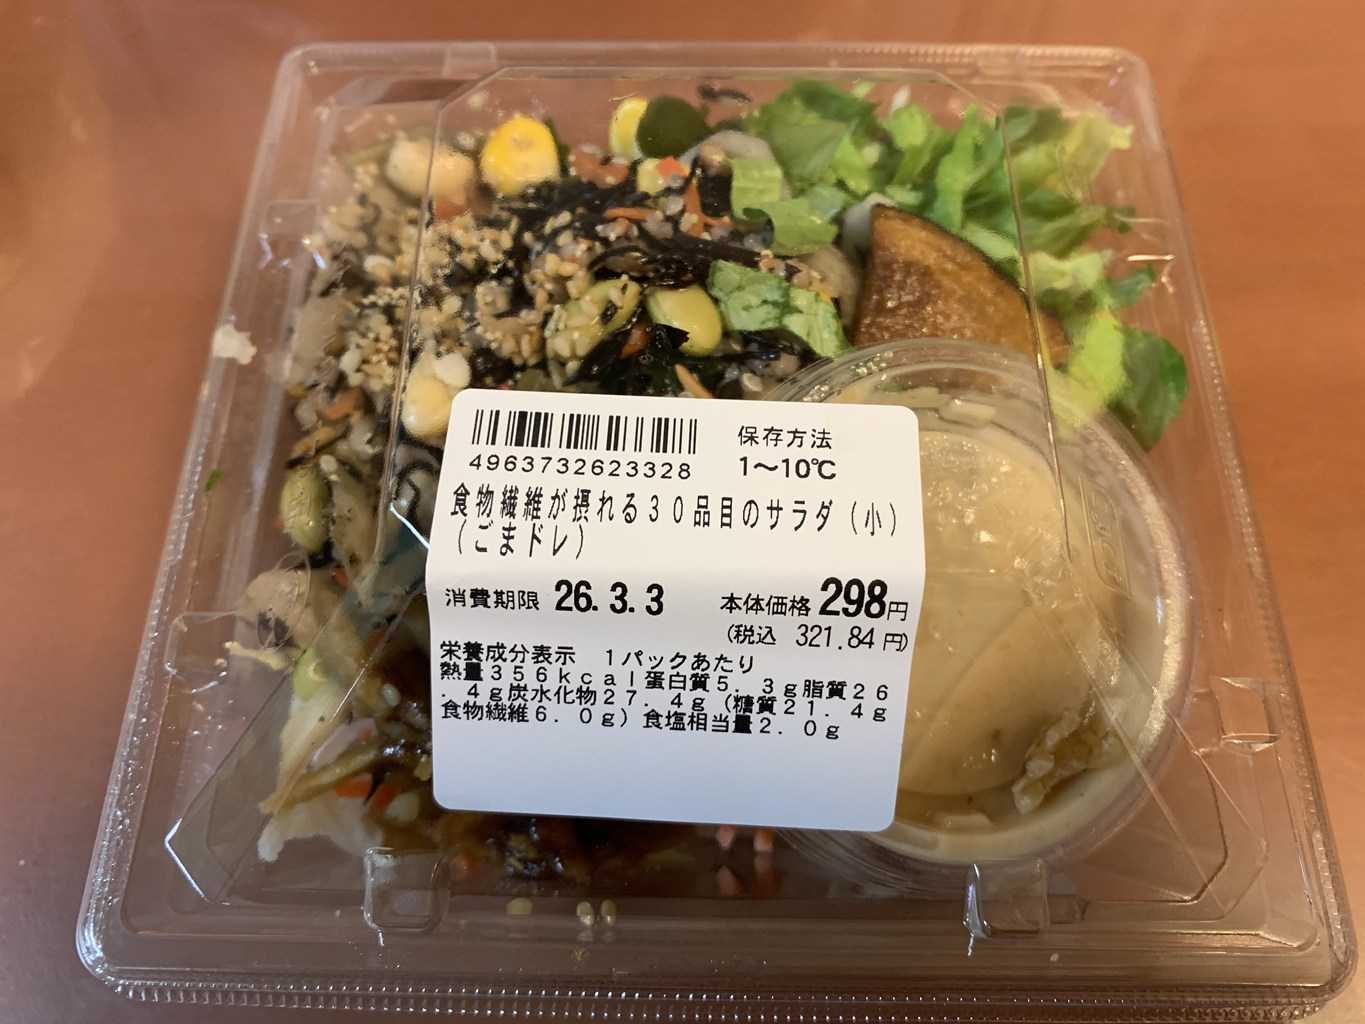 4963732623328
保存方法
1～10℃
食物繊維が摂れる３０品目のサラダ（小）
（ごまドレ）
消費期限 26. 3. 3
本体価格 298円
(税込 321.84 円)
栄養成分表示　１パックあたり
熱量３５６ｋｃａｌ蛋白質５．３ｇ脂質２６
．４ｇ炭水化物２７．４ｇ（糖質２１．４ｇ
食物繊維６．０ｇ）食塩相当量２．０ｇ